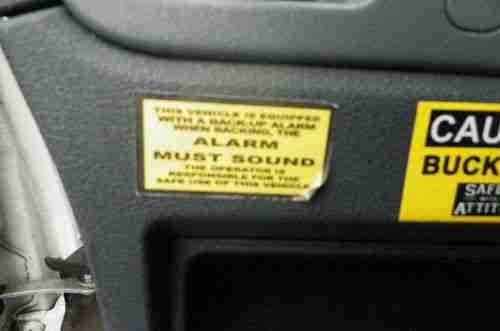 THIS VEHICLE IS EQUIPPED
WITH A BACK-UP ALARM
WHEN BACKING, THE
ALARM
MUST SOUND
THE OPERATOR IS
RESPONSIBLE FOR THE
SAFE USE OF THIS VEHICLE
CAU
BUCK
SAFE
ATTIT